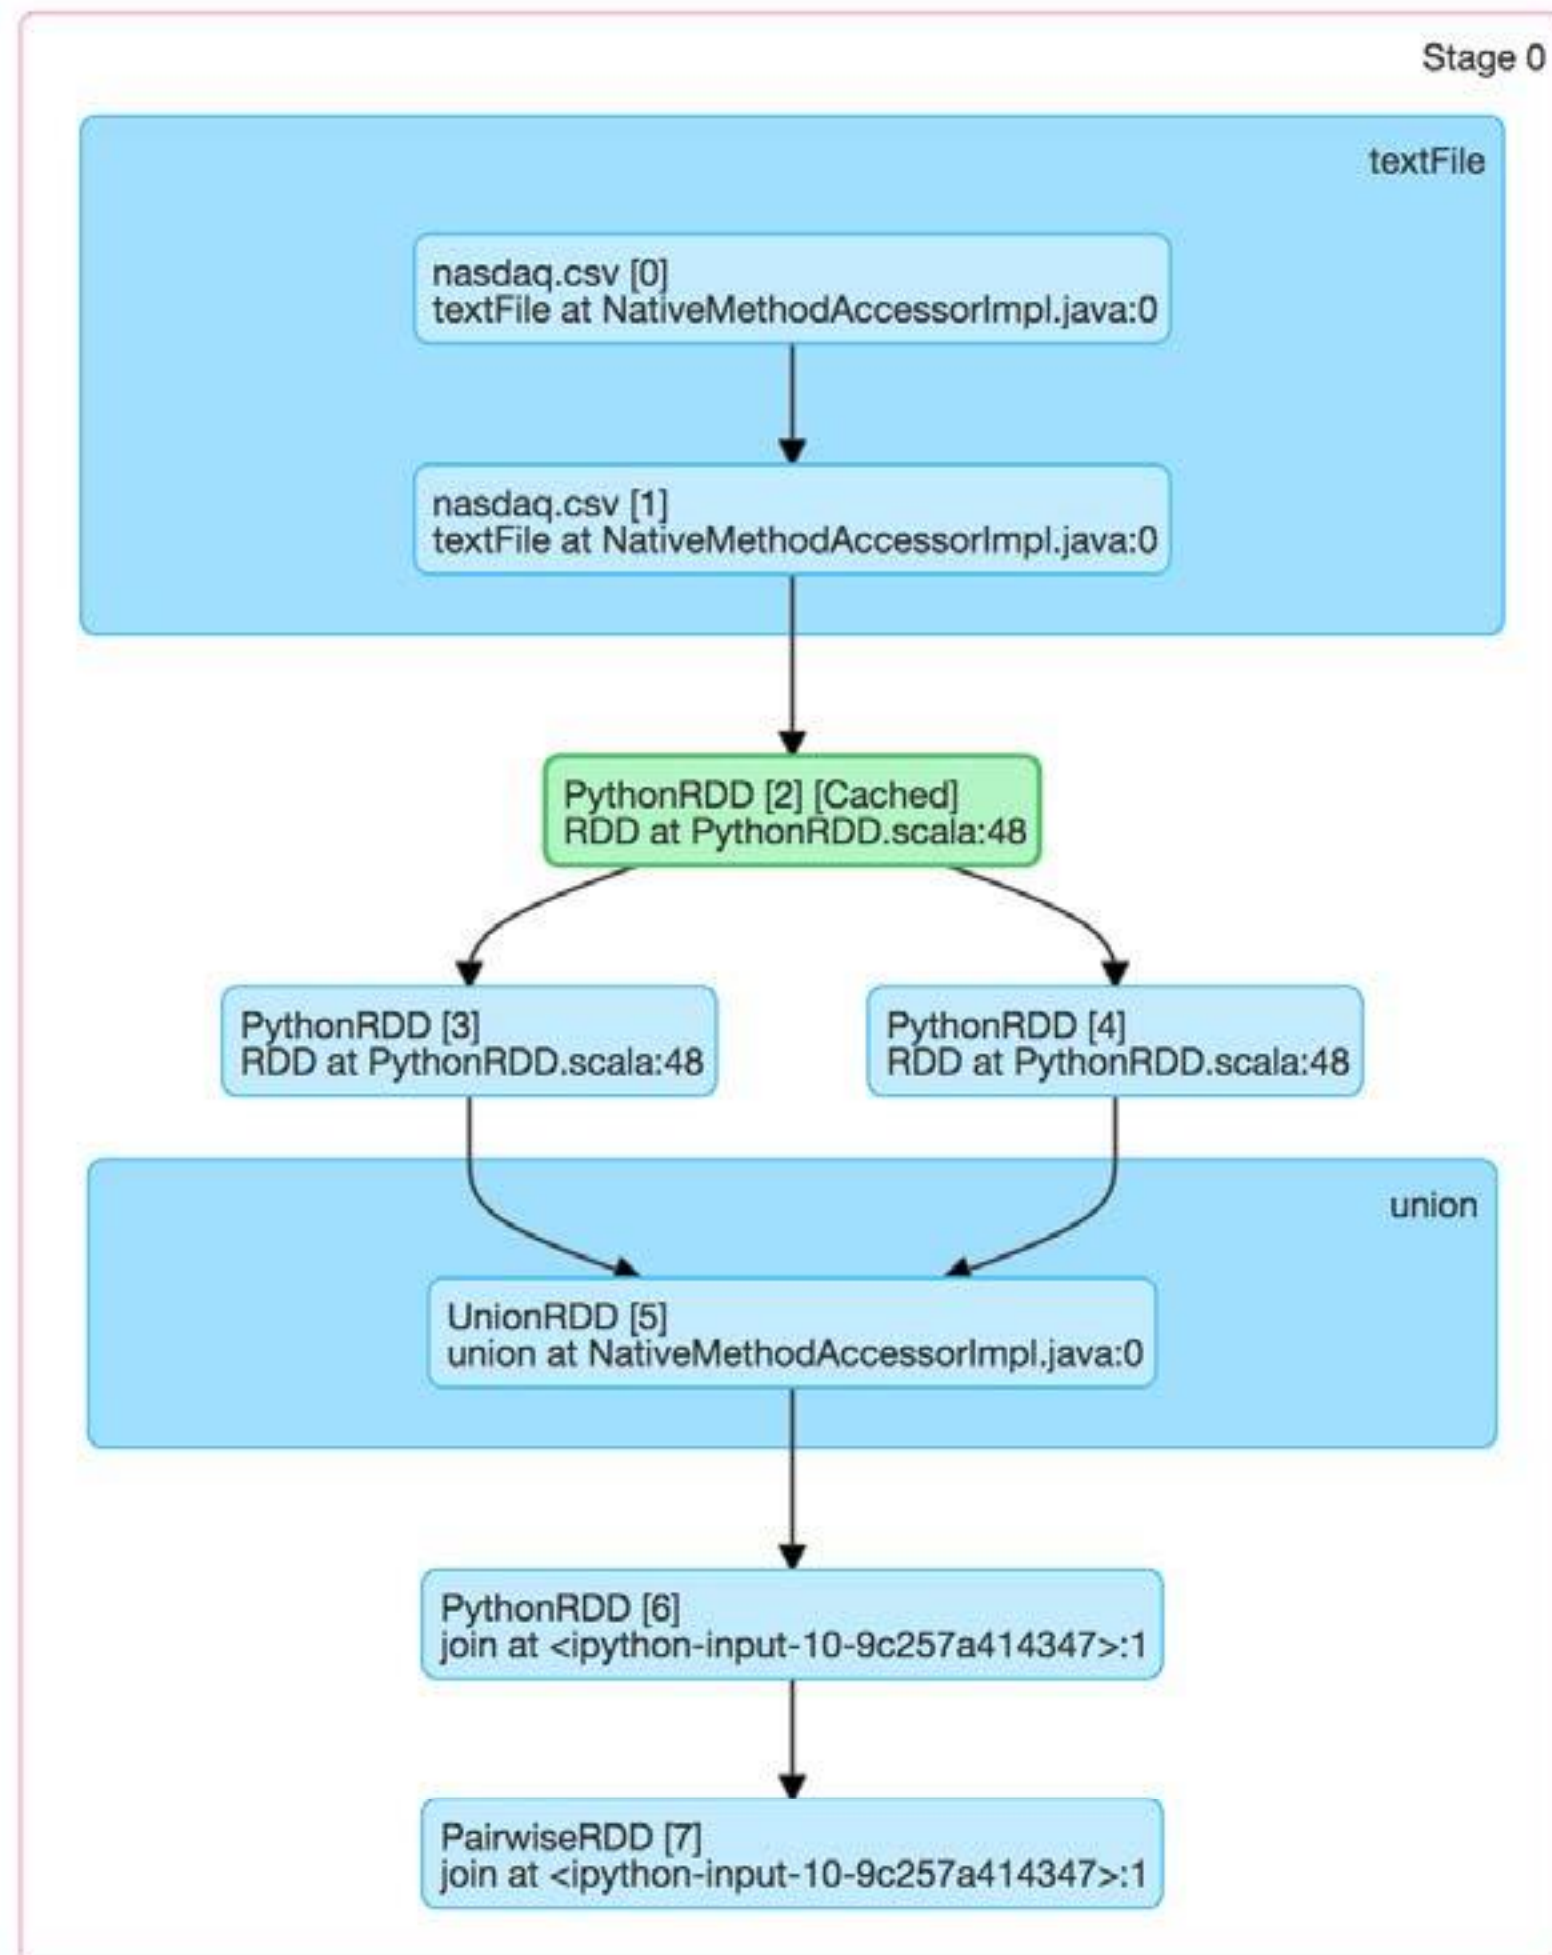 Stage 0
textFile
nasdaq.csv [0]
textFile at NativeMethodAccessorImpl.java:0
nasdaq.csv [1]
textFile at NativeMethodAccessorImpl.java:0
PythonRDD [2] [Cached]
RDD at PythonRDD.scala:48
PythonRDD [3]
RDD at PythonRDD.scala:48
PythonRDD [4]
RDD at PythonRDD.scala:48
union
UnionRDD [5]
union at NativeMethodAccessorImpl.java:0
PythonRDD [6]
join at <ipython-input-10-9c257a414347>:1
PairwiseRDD [7]
join at <ipython-input-10-9c257a414347>:1